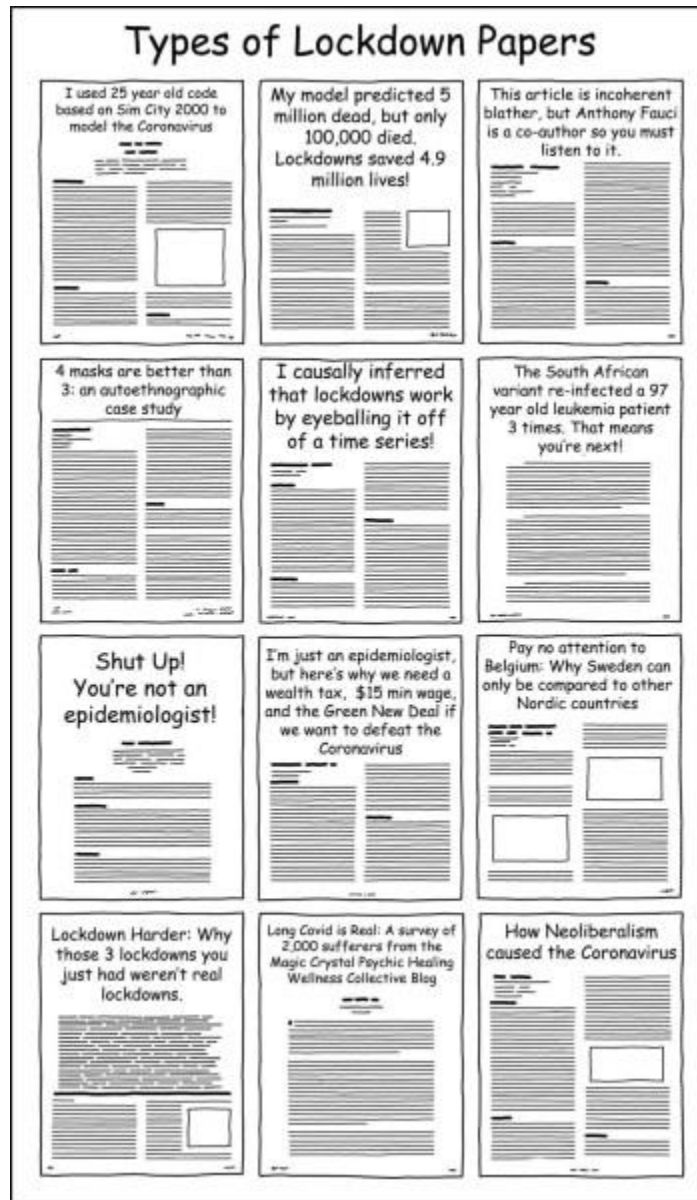 Types of Lockdown Papers
I used 25 year old code
based on Sim City 2000 to
model the Coronavirus
My model predicted 5
million dead, but only
100,000 died.
Lockdowns saved 4.9
million lives!
This article is incoherent
blather, but Anthony Fauci
is a co-author so you must
listen to it.
4 masks are better than
3: an autoethnographic
case study
I causally inferred
that lockdowns work
by eyeballing it off
of a time series!
The South African
variant re-infected a 97
year old leukemia patient
3 times. That means
you're next!
Shut Up!
You're not an
epidemiologist!
I'm just an epidemiologist,
but here's why we need a
wealth tax, $15 min wage,
and the Green New Deal if
we want to defeat the
Coronavirus
Pay no attention to
Belgium: Why Sweden can
only be compared to other
Nordic countries
Lockdown Harder: Why
those 3 lockdowns you
just had weren't real
lockdowns.
Long Covid is Real: A survey of
2,000 sufferers from the
Magic Crystal Psychic Healing
Wellness Collective Blog
How Neoliberalism
caused the Coronavirus